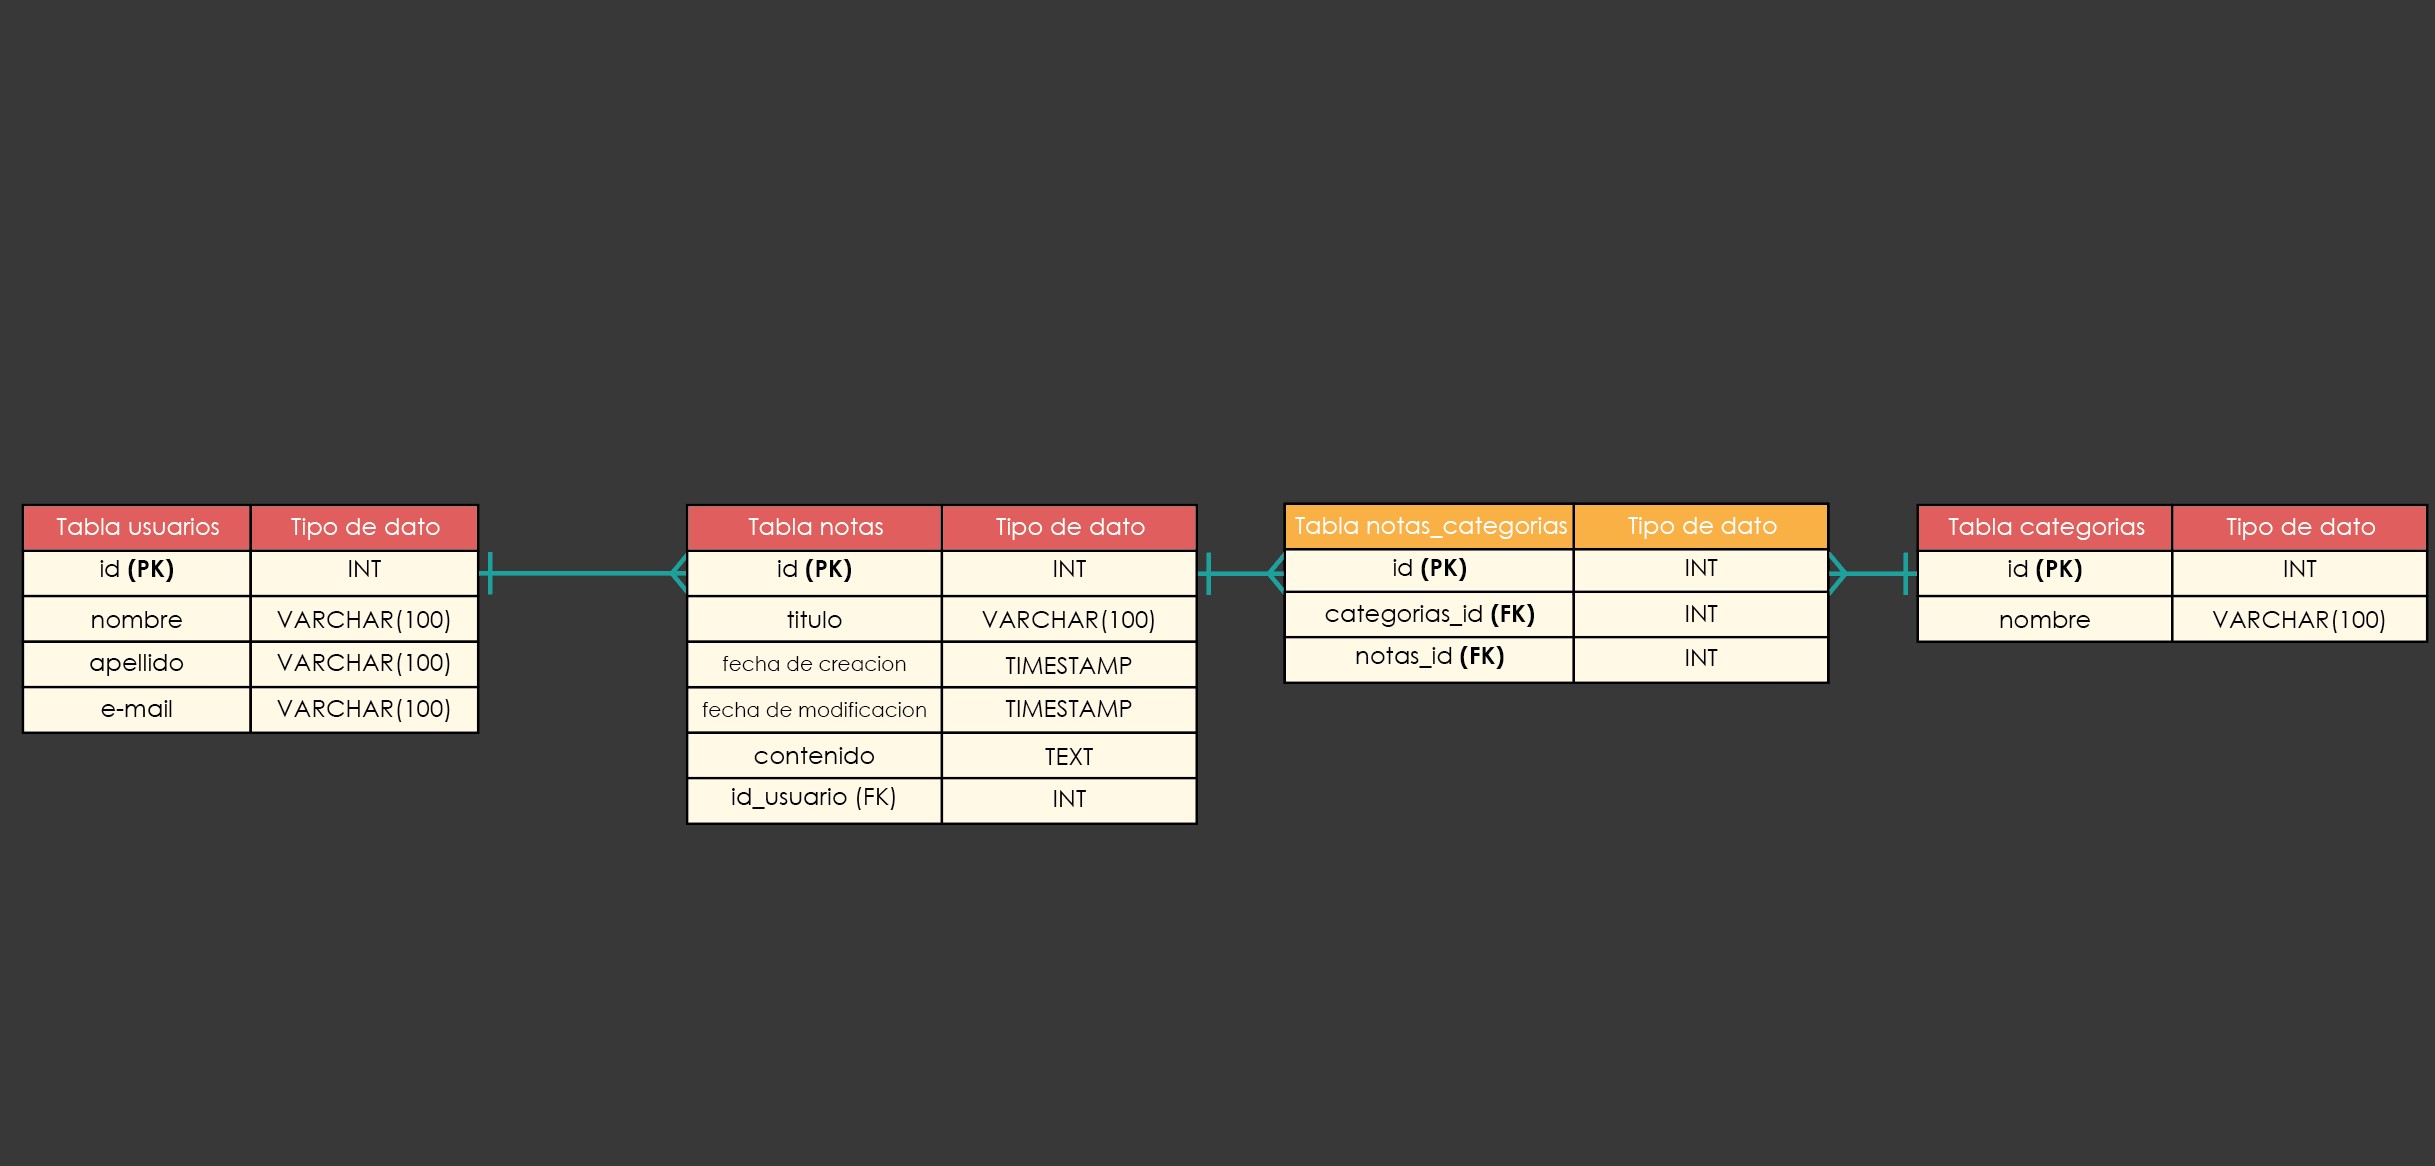 Tabla usuarios Tipo de dato
id (PK) INT
nombre VARCHAR(100)
apellido VARCHAR(100)
e-mail VARCHAR(100)
Tabla notas Tipo de dato
id (PK) INT
titulo VARCHAR(100)
fecha de creacion TIMESTAMP
fecha de modificacion TIMESTAMP
contenido TEXT
id_usuario (FK) INT
Tabla notas_categorias Tipo de dato
id (PK) INT
categorias_id (FK) INT
notas_id (FK) INT
Tabla categorias Tipo de dato
id (PK) INT
nombre VARCHAR(100)